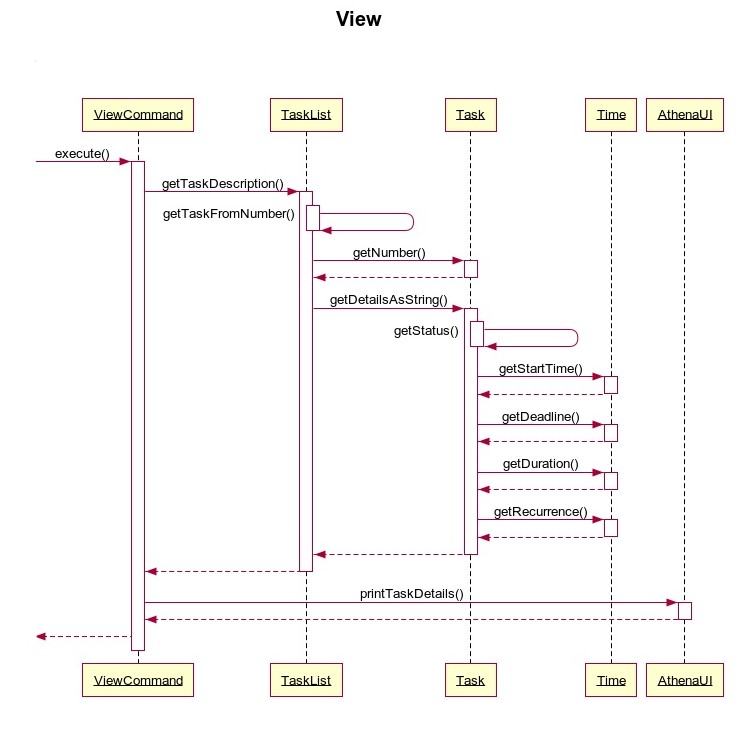 View
ViewCommand
TaskList
Task
Time
AthenaUI
execute()
getTaskDescription()
getTaskFromNumber()
getNumber()
getDetailsAsString()
getStatus()
getStartTime()
getDeadline()
getDuration()
getRecurrence()
printTaskDetails()
ViewCommand
TaskList
Task
Time
AthenaUI